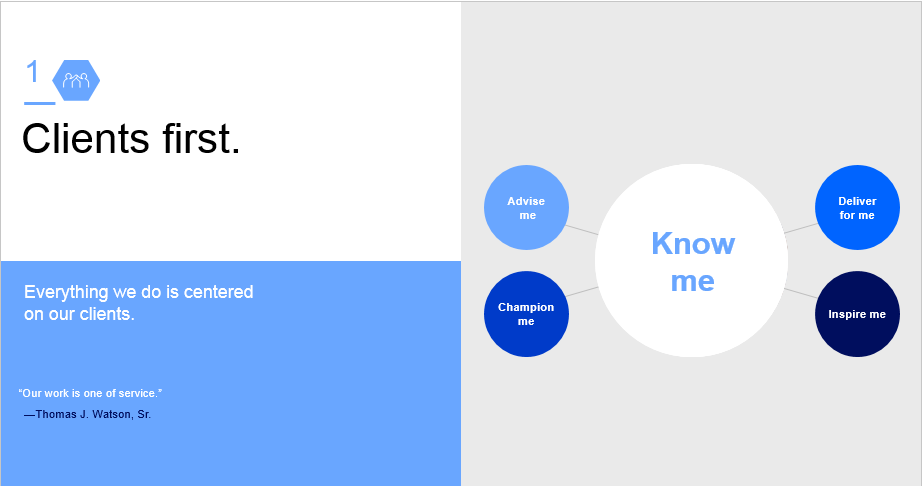 1
Clients first.
Everything we do is centered
on our clients.
"Our work is one of service."
—Thomas J. Watson, Sr.
Advise
me
Champion
me
Know
me
Deliver
for me
Inspire me